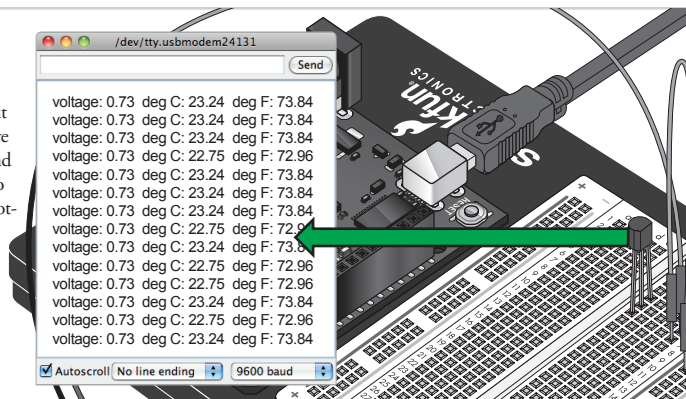 /dev/tty.usbmodem24131
Send
voltage: 0.73 deg C: 23.24 deg F: 73.84
voltage: 0.73 deg C: 23.24 deg F: 73.84
voltage: 0.73 deg C: 23.24 deg F: 73.84
voltage: 0.73 deg C: 22.75 deg F: 72.96
voltage: 0.73 deg C: 23.24 deg F: 73.84
voltage: 0.73 deg C: 23.24 deg F: 73.84
voltage: 0.73 deg C: 23.24 deg F: 73.84
voltage: 0.73 deg C: 22.75 deg F: 72.9
voltage: 0.73 deg C: 23.24 deg F: 73.8
voltage: 0.73 deg C: 22.75 deg F: 72.96
voltage: 0.73 deg C: 22.75 deg F: 72.96
voltage: 0.73 deg C: 23.24 deg F: 73.84
voltage: 0.73 deg C: 22.75 deg F: 72.96
voltage: 0.73 deg C: 23.24 deg F: 73.84
Autoscroll No line ending 9600 baud
kfun
ECTRONICS
RESET